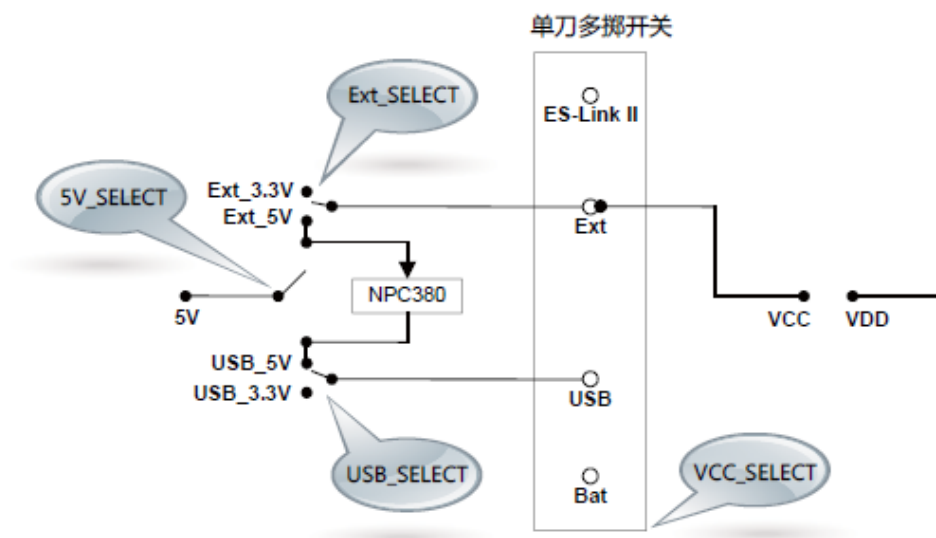 单刀多掷开关
Ext_SELECT
ES-Link II
5V_SELECT
Ext_3.3V
Ext_5V
Ext
NPC380
5V
VCC
VDD
USB_5V
USB_3.3V
USB
USB_SELECT
VCC_SELECT
Bat